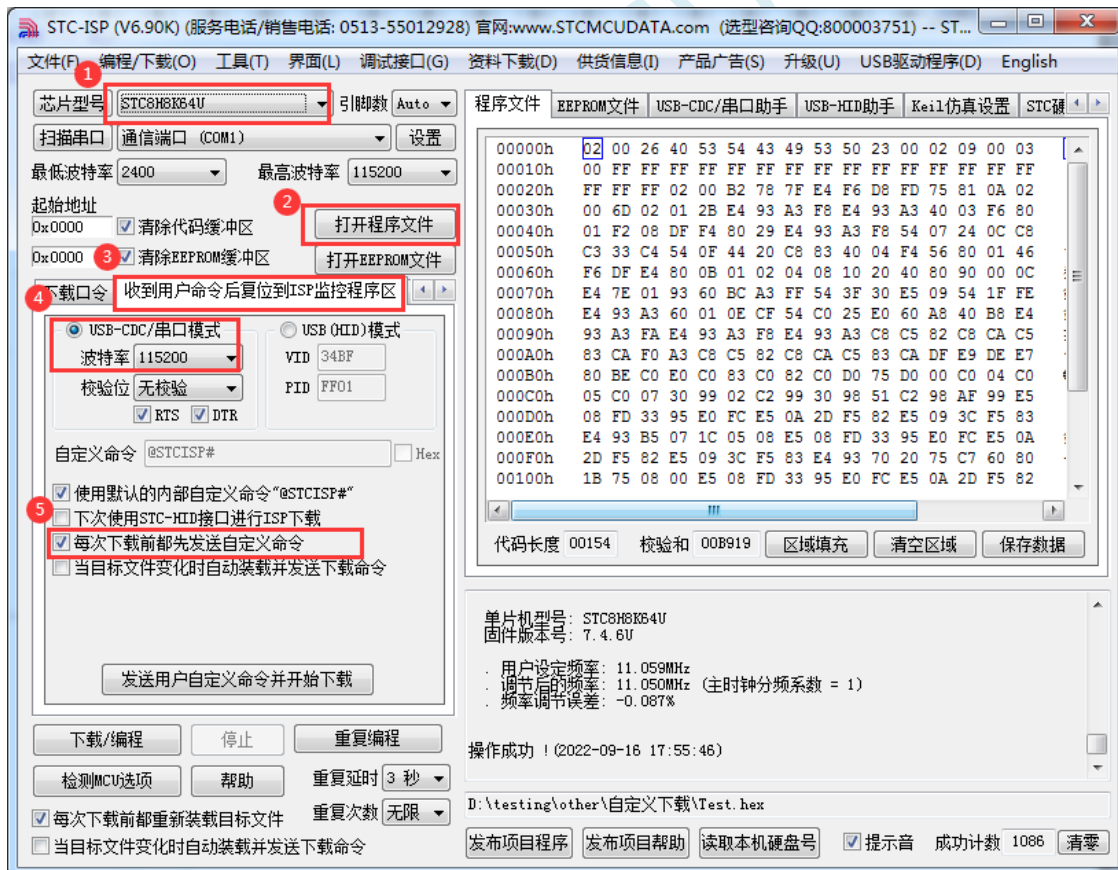 STC-ISP (V6.90K) (服务电话/销售电话: 0513-55012928) 官网:www.STCMCUDATA.com (选型咨询QQ:800003751) -- ST...
文件(F) 编程/下载(O) 工具(T) 界面(L) 调试接口(G) 资料下载(D) 供货信息(I) 产品广告(S) 升级(U) USB驱动程序(D) English
1
芯片型号 STC8H8K64U 引脚数 Auto
扫描串口 通信端口 (COM1) 设置
最低波特率 2400 最高波特率 115200
起始地址
2
0x0000 清除代码缓冲区 打开程序文件
0x0000 3 清除EEPROM缓冲区 打开EEPROM文件
4 下载口令 收到用户命令后复位到ISP监控程序区
USB-CDC/串口模式 USB(HID)模式
波特率 115200 VID 34BF
校验位 无校验 PID FF01
RTS DTR
自定义命令 @STCISP# Hex
使用默认的内部自定义命令"@STCISP#"
5
下次使用STC-HID接口进行ISP下载
每次下载前都先发送自定义命令
当目标文件变化时自动装载并发送下载命令
发送用户自定义命令并开始下载
下载/编程 停止 重复编程
检测MCU选项 帮助 重复延时 3 秒
每次下载前都重新装载目标文件 重复次数 无限
当目标文件变化时自动装载并发送下载命令
程序文件 EEPROM文件 USB-CDC/串口助手 USB-HID助手 Keil仿真设置 STC
00000h 02 00 26 40 53 54 43 49 53 50 23 00 02 09 00 03
00010h 00 FF FF FF FF FF FF FF FF FF FF FF FF FF FF FF
00020h FF FF FF 02 00 B2 78 7F E4 F6 D8 FD 75 81 0A 02
00030h 00 6D 02 01 2B E4 93 A3 F8 E4 93 A3 40 03 F6 80
00040h 01 F2 08 DF F4 80 29 E4 93 A3 F8 54 07 24 0C C8
00050h C3 33 C4 54 0F 44 20 C8 83 40 04 F4 56 80 01 46
00060h F6 DF E4 80 0B 01 02 04 08 10 20 40 80 90 00 0C
00070h E4 7E 01 93 60 BC A3 FF 54 3F 30 E5 09 54 1F FE
00080h E4 93 A3 60 01 0E CF 54 C0 25 E0 60 A8 40 B8 E4
00090h 93 A3 FA E4 93 A3 F8 E4 93 A3 C8 C5 82 C8 CA C5
000A0h 83 CA F0 A3 C8 C5 82 C8 CA C5 83 CA DF E9 DE E7
000B0h 80 BE C0 E0 C0 83 C0 82 C0 D0 75 D0 00 C0 04 C0
000C0h 05 C0 07 30 99 02 C2 99 30 98 51 C2 98 AF 99 E5
000D0h 08 FD 33 95 E0 FC E5 0A 2D F5 82 E5 09 3C F5 83
000E0h E4 93 B5 07 1C 05 08 E5 08 FD 33 95 E0 FC E5 0A
000F0h 2D F5 82 E5 09 3C F5 83 E4 93 70 20 75 C7 60 80
00100h 1B 75 08 00 E5 08 FD 33 95 E0 FC E5 0A 2D F5 82
代码长度 00154 校验和 00B919 区域填充 清空区域 保存数据
单片机型号: STC8H8K64U
固件版本号: 7.4.6U
. 用户设定频率: 11.059MHz
. 调节后的频率: 11.050MHz (主时钟分频系数 = 1)
. 频率调节误差: -0.087%
操作成功 !(2022-09-16 17:55:46)
D:\testing\other\自定义下载\Test.hex
发布项目程序 发布项目帮助 读取本机硬盘号 提示音 成功计数 1086 清零